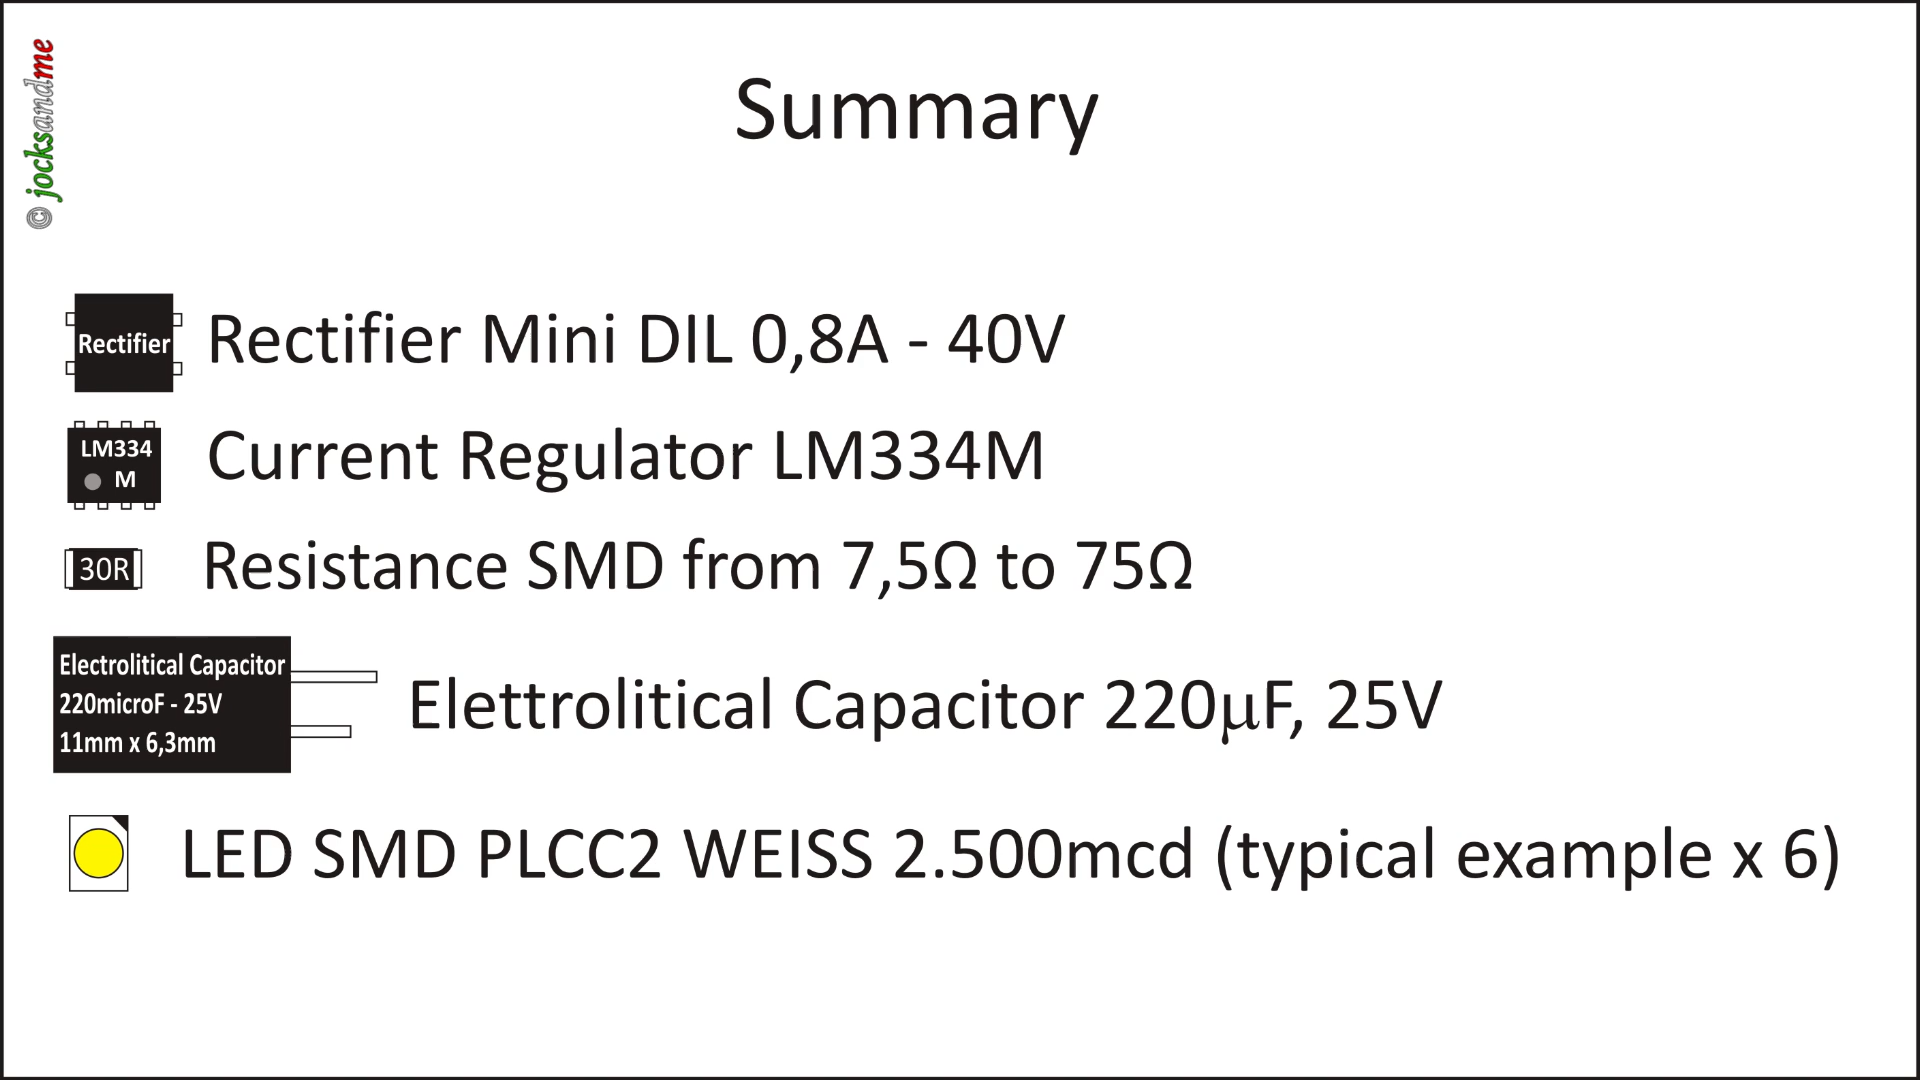 © jocksandme
Summary
Rectifier
Rectifier Mini DIL 0,8A - 40V
LM334
M
Current Regulator LM334M
30R
Resistance SMD from 7,5Ω to 75Ω
Electrolitical Capacitor
220microF - 25V
11mm x 6,3mm
Elettrolitical Capacitor 220µF, 25V
LED SMD PLCC2 WEISS 2.500mcd (typical example x 6)